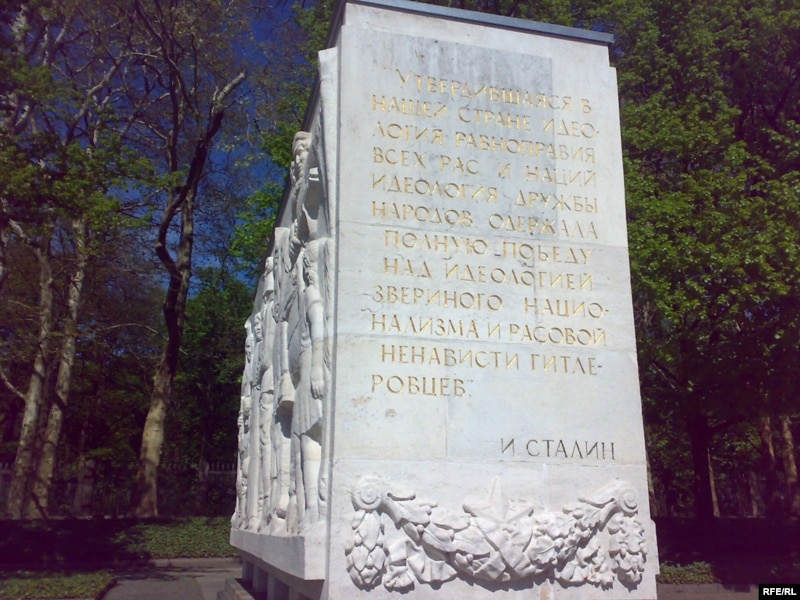 "УТВЕРДИВШАЯСЯ В
НАШЕЙ СТРАНЕ ИДЕО-
ЛОГИЯ РАВНОПРАВИЯ
ВСЕХ РАС И НАЦИЙ
ИДЕОЛОГИЯ ДРУЖБЫ
НАРОДОВ ОДЕРЖАЛА
ПОЛНУЮ ПОБЕДУ
НАД ИДЕОЛОГИЕЙ
ЗВЕРИНОГО НАЦИО-
НАЛИЗМА И РАСОВОЙ
НЕНАВИСТИ ГИТЛЕ-
РОВЦЕВ."
И СТАЛИН
RFE/RL